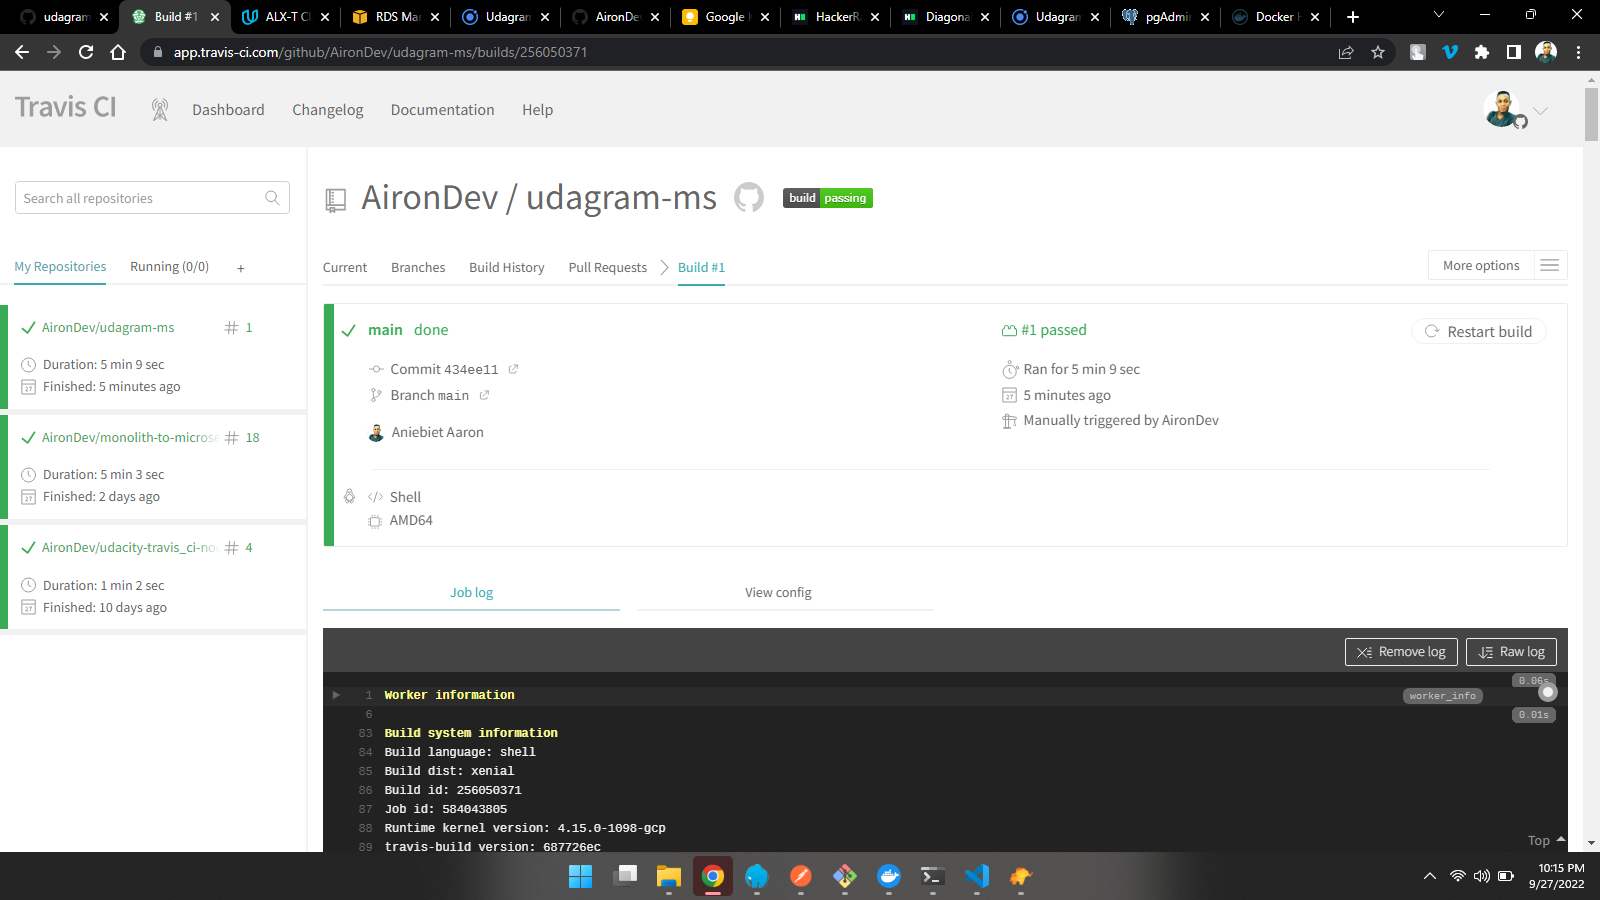 udagram
Build #1
ALX-T Cl
RDS Mar
Udagram
AironDe
Google
HackerRa
Diagonal
Udagram
pgAdmin
Docker
app.travis-ci.com/github/AironDev/udagram-ms/builds/256050371
Travis CI
Dashboard
Changelog
Documentation
Help
Search all repositories
AironDev / udagram-ms
build passing
My Repositories
Running (0/0)
+
Current
Branches
Build History
Pull Requests
Build #1
More options
AironDev/udagram-ms # 1
Duration: 5 min 9 sec
Finished: 5 minutes ago
AironDev/monolith-to-microse # 18
Duration: 5 min 3 sec
Finished: 2 days ago
AironDev/udacity-travis_ci-no # 4
Duration: 1 min 2 sec
Finished: 10 days ago
main done
Commit 434ee11
Branch main
Aniebiet Aaron
#1 passed
Ran for 5 min 9 sec
5 minutes ago
Manually triggered by AironDev
Restart build
Shell
AMD64
Job log
View config
Remove log
Raw log
0.06s
1 Worker information
worker_info
6
0.01s
83 Build system information
84 Build language: shell
85 Build dist: xenial
86 Build id: 256050371
87 Job id: 584043805
88 Runtime kernel version: 4.15.0-1098-gcp
89 travis-build version: 687726ec
Top
10:15 PM
9/27/2022